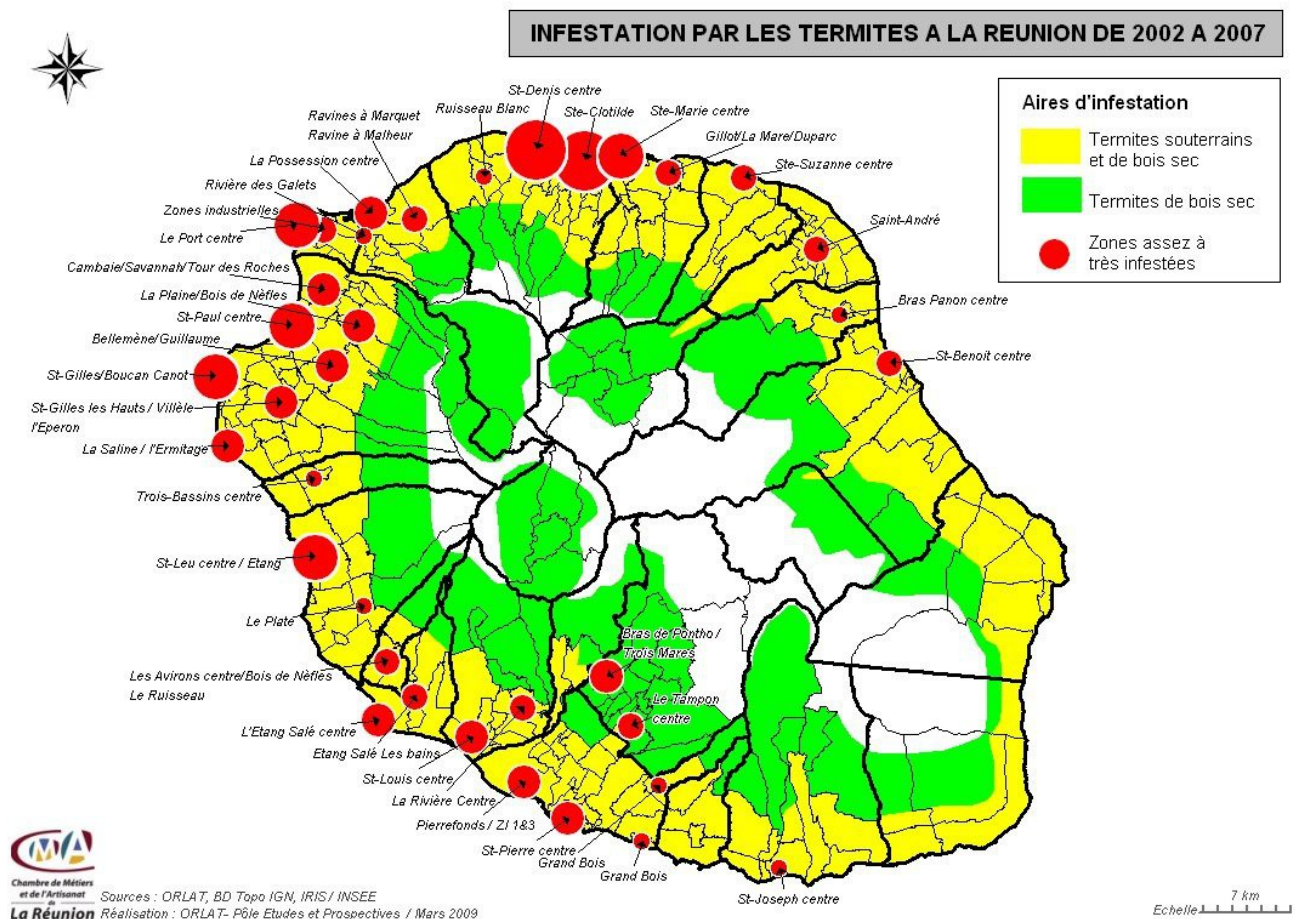 INFESTATION PAR LES TERMITES A LA REUNION DE 2002 A 2007
Aires d'infestation
Termites souterrains
et de bois sec
Termites de bois sec
Zones assez à
très infestées
St-Denis centre
Ruisseau Blanc
Ste-Clotilde
Ste-Marie centre
Ravines à Marquet
Ravine à Malheur
Gillot/La Mare/Duparc
La Possession centre
Ste-Suzanne centre
Rivière des Galets
Zones industrielles
Le Port centre
Saint-André
Cambaie/Savannah/Tour des Roches
La Plaine/Bois de Nèfles
Bras Panon centre
St-Paul centre
Bellemène/Guillaume
St-Benoit centre
St-Gilles/Boucan Canot
St-Gilles les Hauts / Villèle
l'Eperon
La Saline / l'Ermitage
Trois-Bassins centre
St-Leu centre / Etang
Le Plate
Bras de Pontho /
Trois Mares
Les Avirons centre/Bois de Nèfles
Le Ruisseau
Le Tampon
centre
L'Etang Salé centre
Etang Salé Les bains
St-Louis centre
La Rivière Centre
Pierrefonds / ZI 1&3
St-Pierre centre
Grand Bois
Grand Bois
St-Joseph centre
CMA
Chambre de Métiers
et de l'Artisanat
de
La Réunion
Sources : ORLAT, BD Topo IGN, IRIS / INSEE
Réalisation : ORLAT- Pôle Etudes et Prospectives / Mars 2009
7 km
Echelle